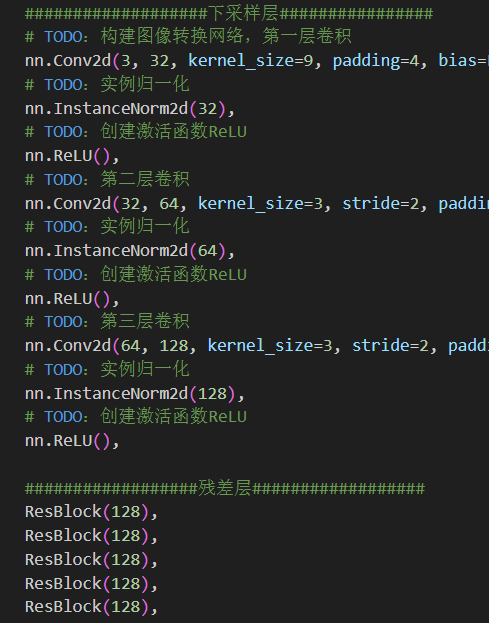 ###################下采样层################
# TODO：构建图像转换网络，第一层卷积
nn.Conv2d(3, 32, kernel_size=9, padding=4, bias=
# TODO：实例归一化
nn.InstanceNorm2d(32),
# TODO：创建激活函数ReLU
nn.ReLU(),
# TODO：第二层卷积
nn.Conv2d(32, 64, kernel_size=3, stride=2, paddin
# TODO：实例归一化
nn.InstanceNorm2d(64),
# TODO：创建激活函数ReLU
nn.ReLU(),
# TODO：第三层卷积
nn.Conv2d(64, 128, kernel_size=3, stride=2, padd
# TODO：实例归一化
nn.InstanceNorm2d(128),
# TODO：创建激活函数ReLU
nn.ReLU(),
##################残差层##################
ResBlock(128),
ResBlock(128),
ResBlock(128),
ResBlock(128),
ResBlock(128),